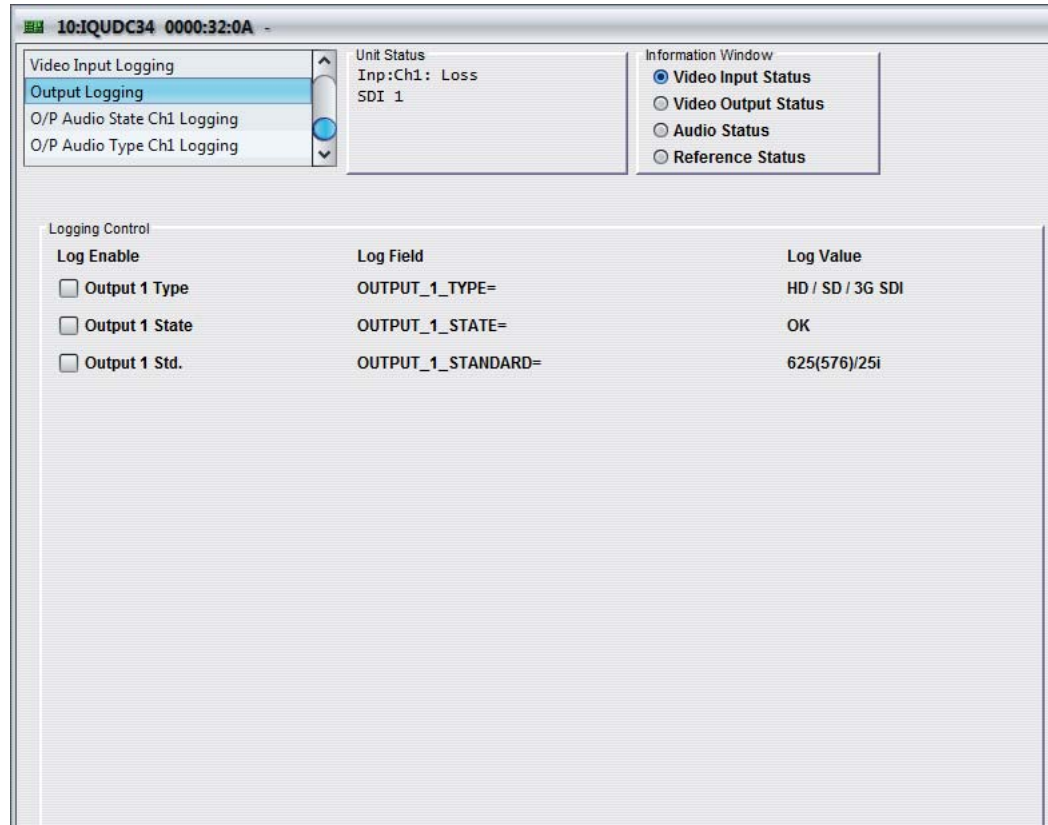 10:IQUDC34 0000:32:0A -
Video Input Logging
Output Logging
O/P Audio State Ch1 Logging
O/P Audio Type Ch1 Logging
Unit Status
Inp:Ch1: Loss
SDI 1
Information Window
Video Input Status
Video Output Status
Audio Status
Reference Status
Logging Control
Log Enable Log Field Log Value
Output 1 Type OUTPUT_1_TYPE= HD / SD / 3G SDI
Output 1 State OUTPUT_1_STATE= OK
Output 1 Std. OUTPUT_1_STANDARD= 625(576)/25i